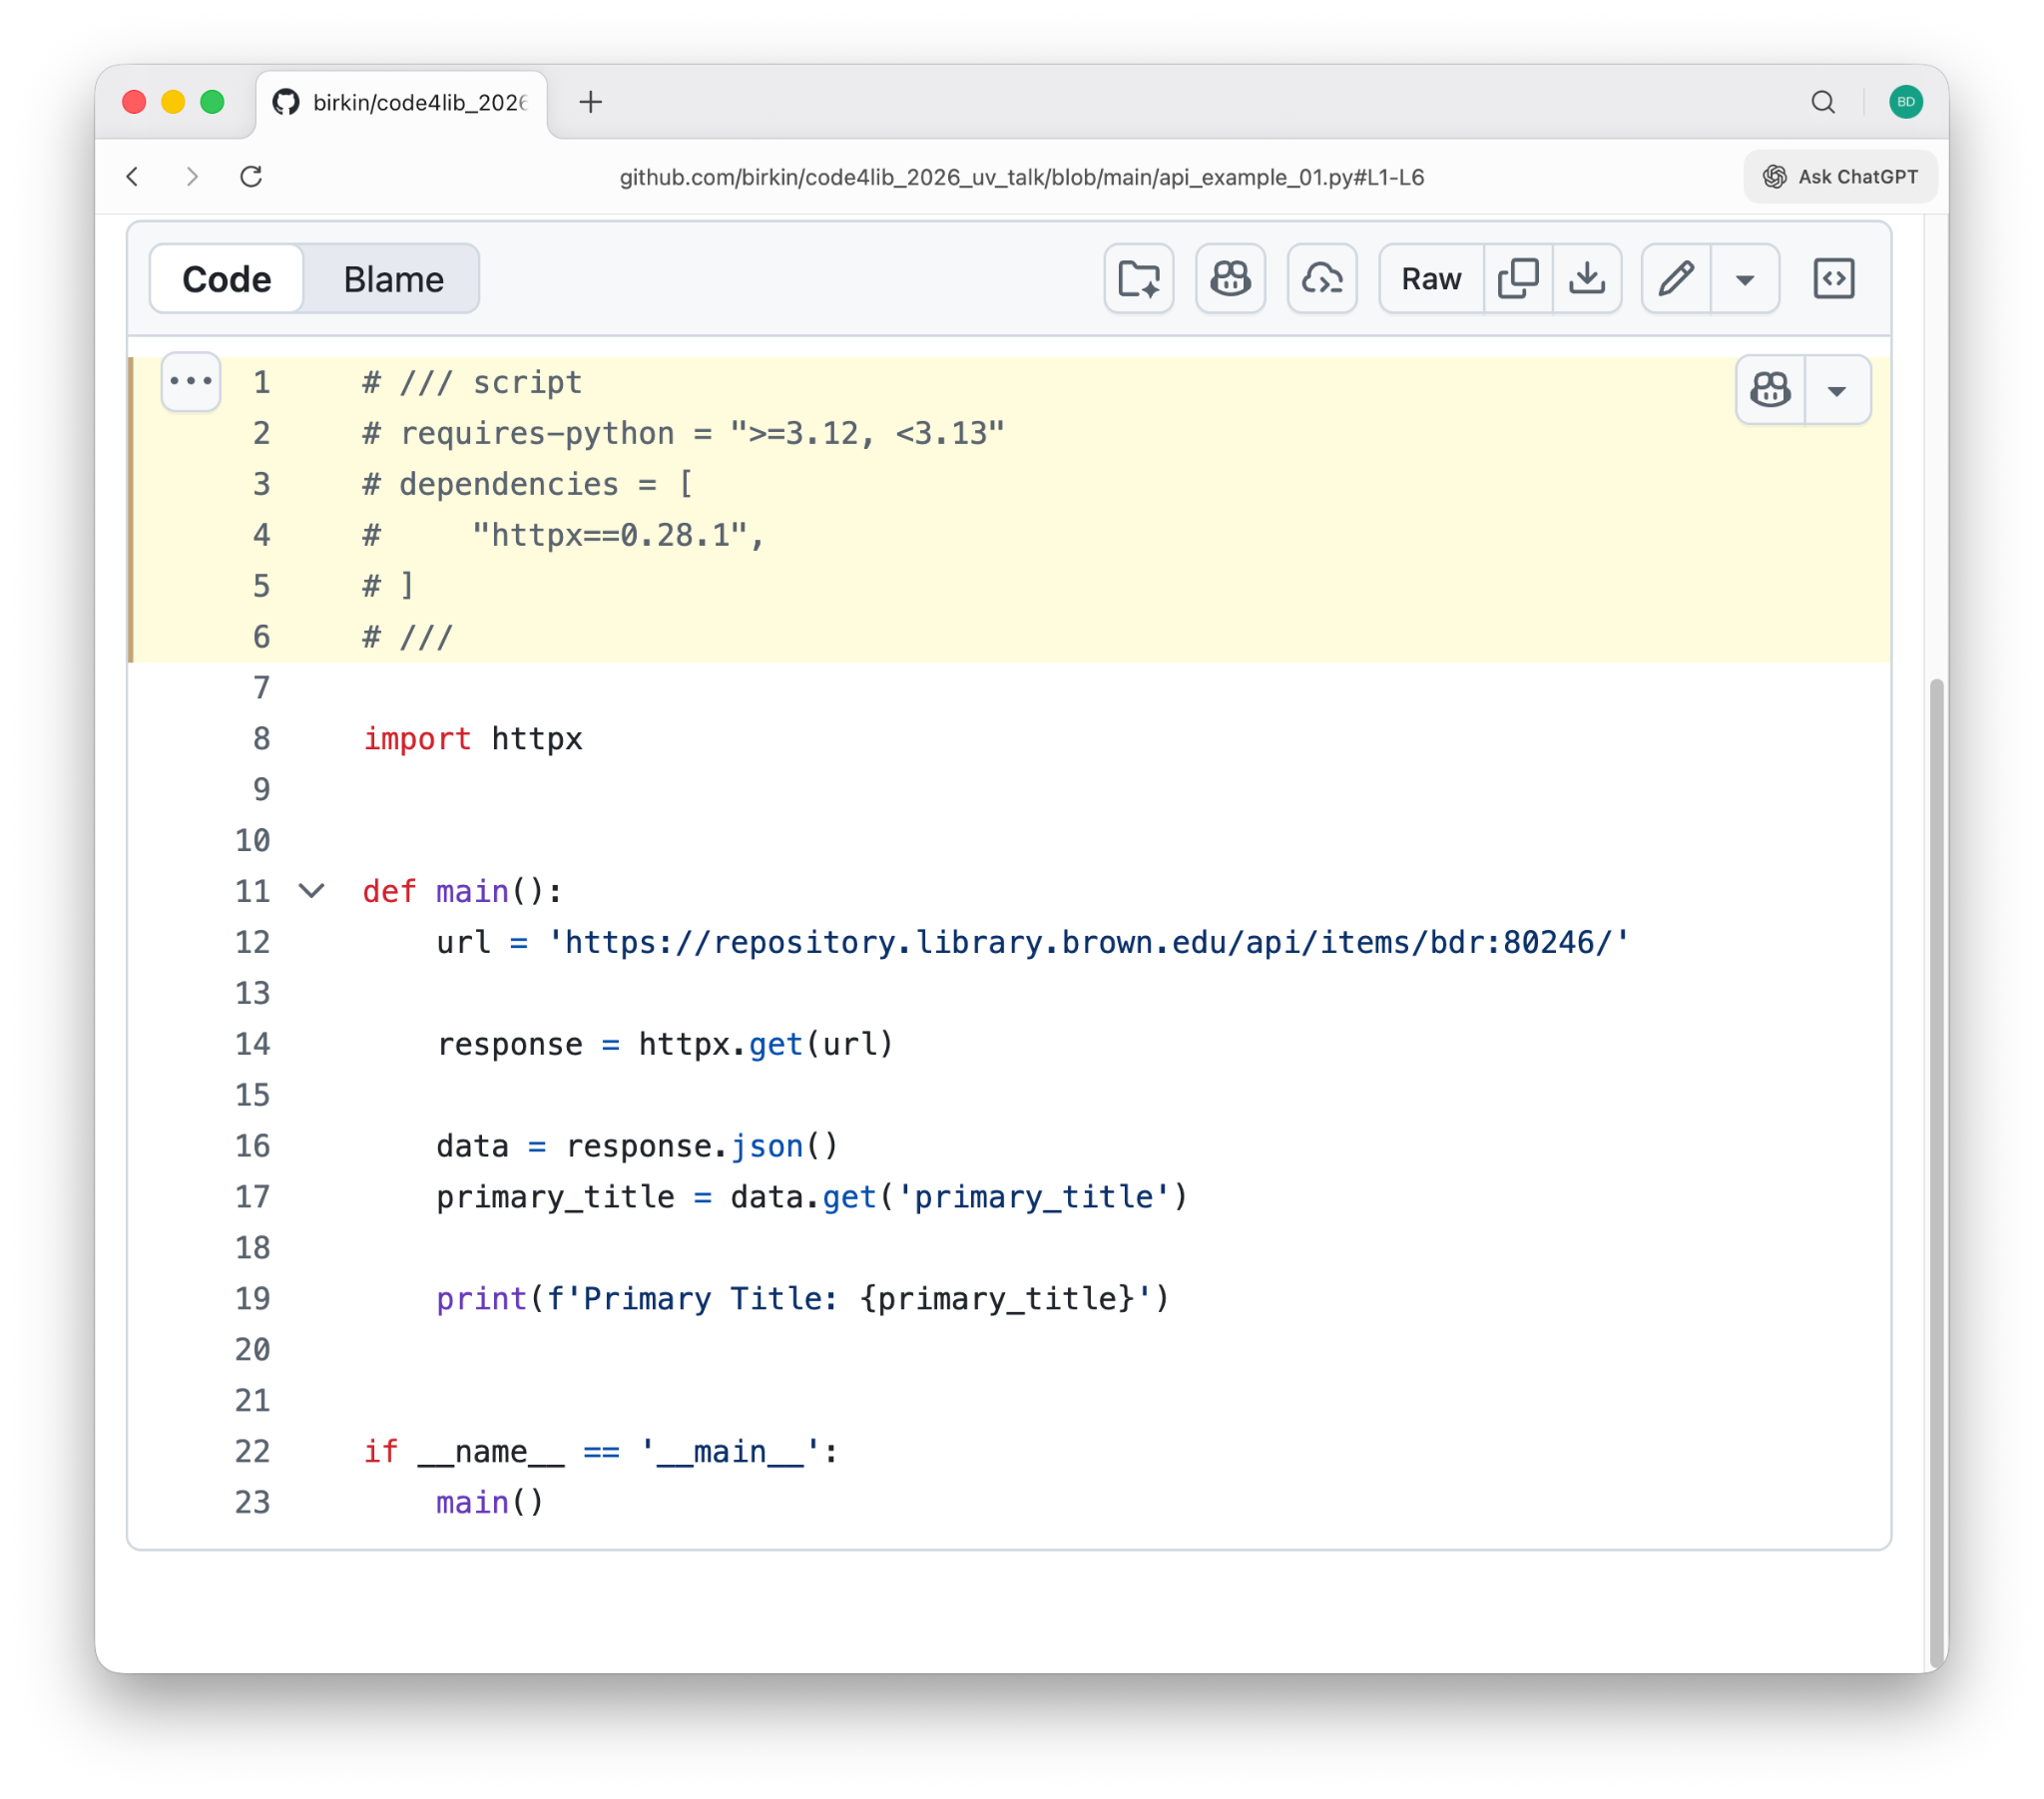 birkin/code4lib_2026
BD
github.com/birkin/code4lib_2026_uv_talk/blob/main/api_example_01.py#L1-L6
Ask ChatGPT
Code Blame Raw
1 # /// script
2 # requires-python = ">=3.12, <3.13"
3 # dependencies = [
4 #     "httpx==0.28.1",
5 # ]
6 # ///
7
8 import httpx
9
10
11 def main():
12     url = 'https://repository.library.brown.edu/api/items/bdr:80246/'
13
14     response = httpx.get(url)
15
16     data = response.json()
17     primary_title = data.get('primary_title')
18
19     print(f'Primary Title: {primary_title}')
20
21
22 if __name__ == '__main__':
23     main()